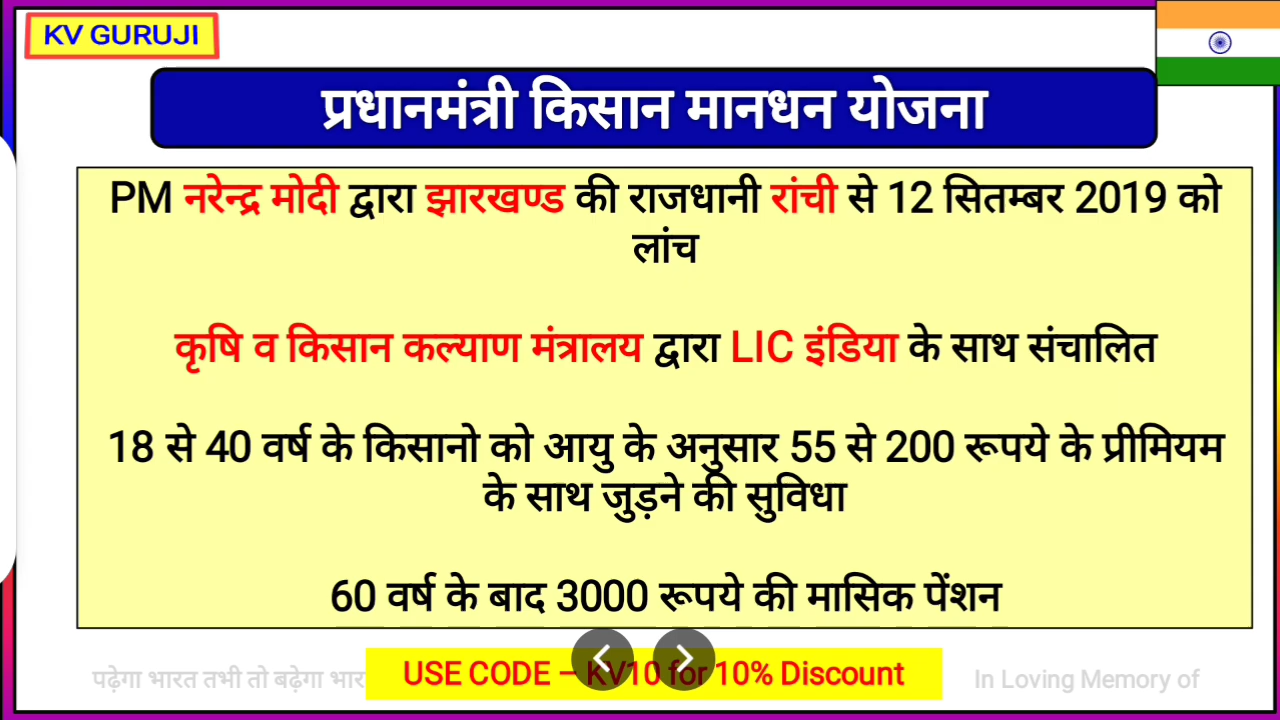 KV GURUJI
प्रधानमंत्री किसान मानधन योजना
PM नरेन्द्र मोदी द्वारा झारखण्ड की राजधानी रांची से 12 सितम्बर 2019 को
लांच
कृषि व किसान कल्याण मंत्रालय द्वारा LIC इंडिया के साथ संचालित
18 से 40 वर्ष के किसानो को आयु के अनुसार 55 से 200 रूपये के प्रीमियम
के साथ जुड़ने की सुविधा
60 वर्ष के बाद 3000 रूपये की मासिक पेंशन
पढ़ेगा भारत तभी तो बढ़ेगा भार
USE CODE – KV10 for 10% Discount
In Loving Memory of